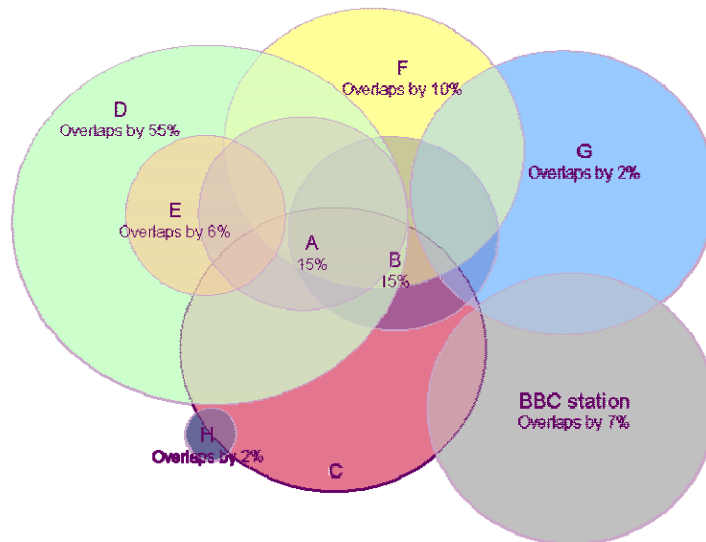 F
Overlaps by 10%
D
Overlaps by 55%
G
Overlaps by 2%
E
Overlaps by 6%
A
15%
B
15%
BBC station
Overlaps by 7%
H
Overlaps by 2%
C